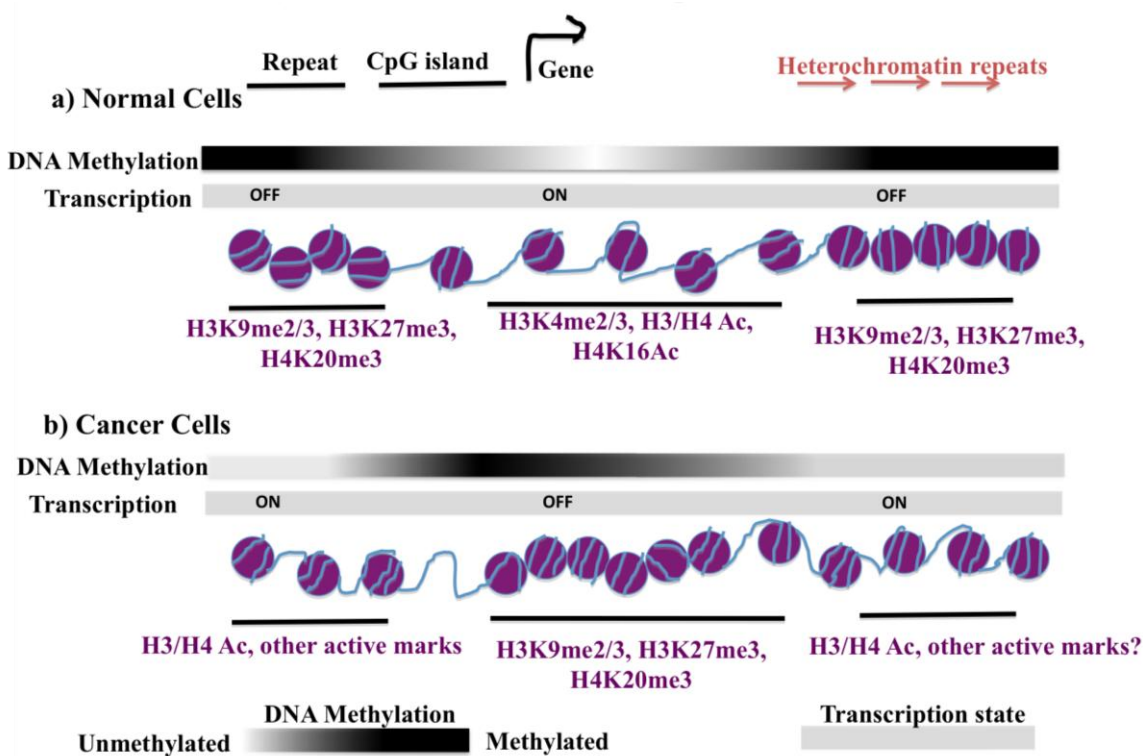 Repeat CpG island Gene Heterochromatin repeats
a) Normal Cells
DNA Methylation
Transcription OFF ON OFF
H3K9me2/3, H3K27me3,
H4K20me3
H3K4me2/3, H3/H4 Ac,
H4K16Ac
H3K9me2/3, H3K27me3,
H4K20me3
b) Cancer Cells
DNA Methylation
Transcription ON OFF ON
H3/H4 Ac, other active marks
H3K9me2/3, H3K27me3,
H4K20me3
H3/H4 Ac, other active marks?
DNA Methylation
Unmethylated Methylated
Transcription state